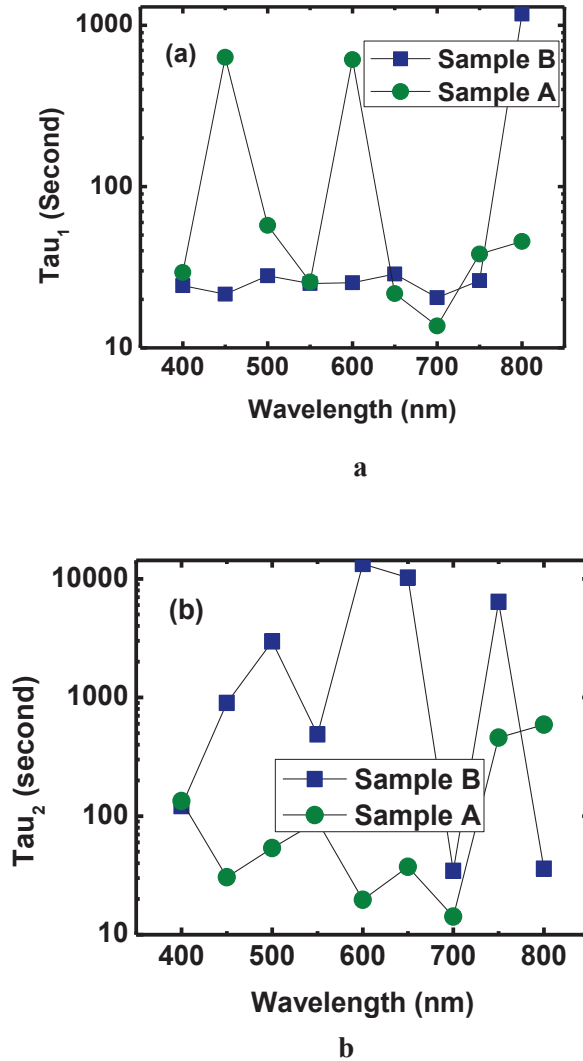 (a)
Sample B
Sample A
1000
100
10
Tau₁ (Second)
400 500 600 700 800
Wavelength (nm)
a
(b)
10000
1000
100
10
Sample B
Sample A
Tau₂ (second)
400 500 600 700 800
Wavelength (nm)
b